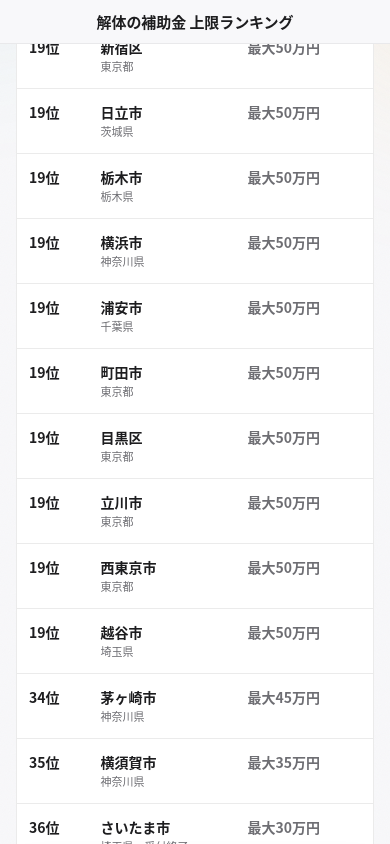 解体の補助金 上限ランキング
19位 新宿区 最大50万円
東京都
19位 日立市 最大50万円
茨城県
19位 栃木市 最大50万円
栃木県
19位 横浜市 最大50万円
神奈川県
19位 浦安市 最大50万円
千葉県
19位 町田市 最大50万円
東京都
19位 目黒区 最大50万円
東京都
19位 立川市 最大50万円
東京都
19位 西東京市 最大50万円
東京都
19位 越谷市 最大50万円
埼玉県
34位 茅ヶ崎市 最大45万円
神奈川県
35位 横須賀市 最大35万円
神奈川県
36位 さいたま市 最大30万円